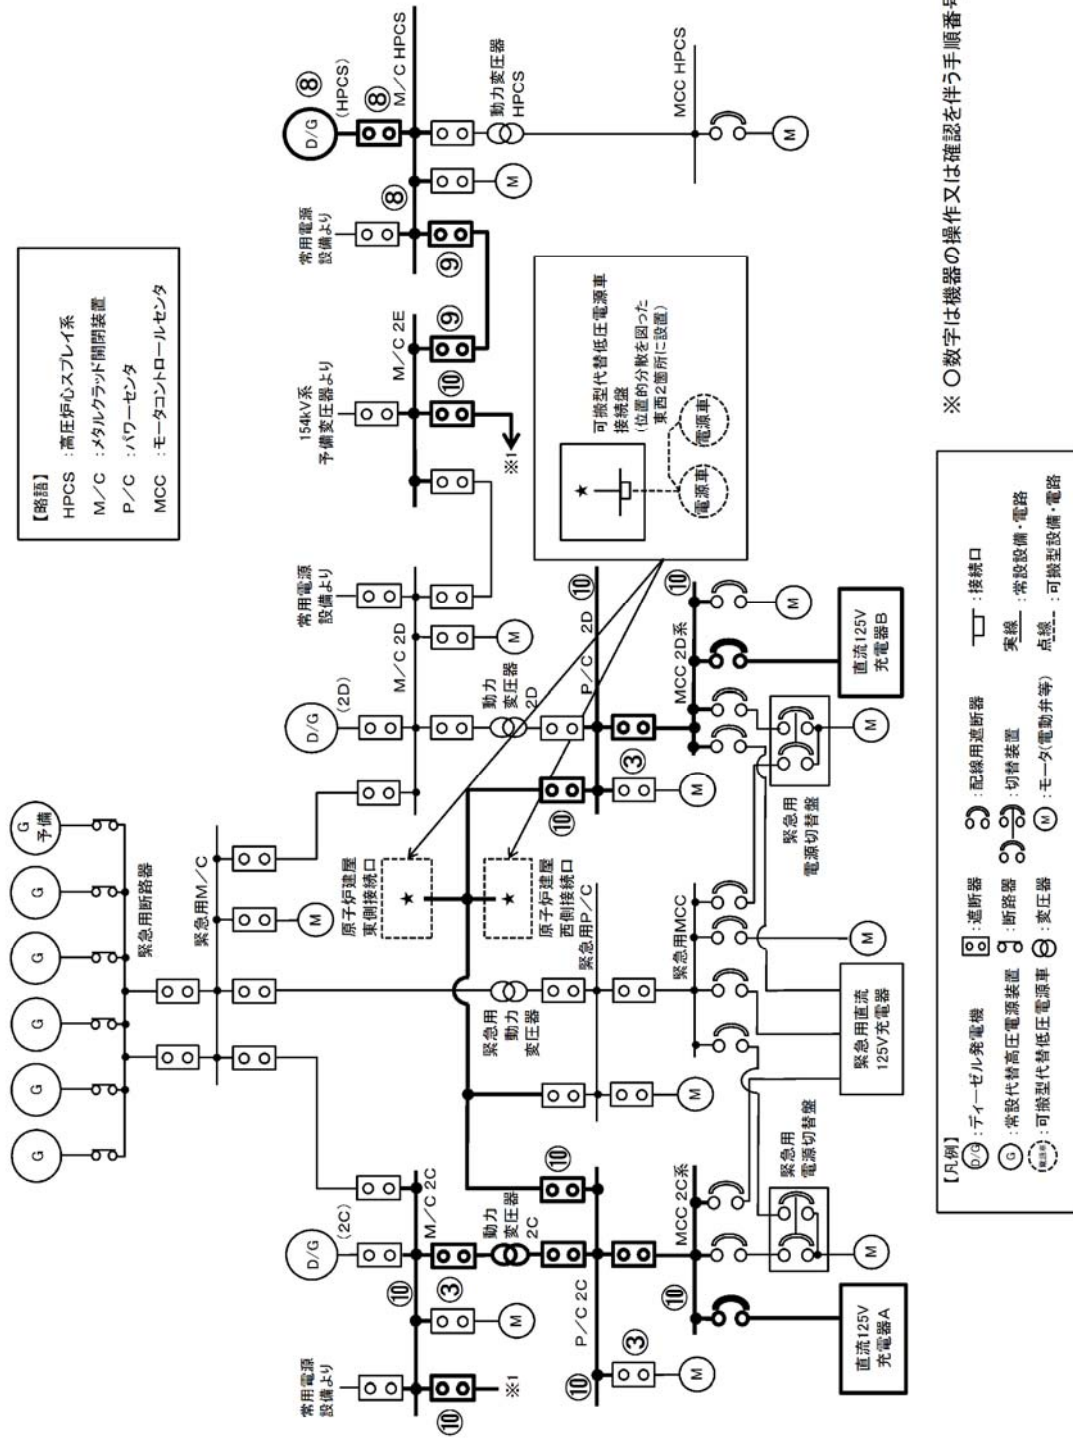 【略語】
HPCS :高圧炉心スプレイ系
M/C :メタルクラッド開閉装置
P/C :パワーセンタ
MCC :モータコントロールセンタ
G
G
G
G
G
G
予備
緊急用断路器
緊急用M/C
M
常用電源
設備より
D/G
(2C)
M/C 2C
⑩
③
M
⑩
※1
動力
変圧器
2C
P/C 2C
⑩
⑩
③
M
MCC 2C系
⑩
直流125V
充電器A
緊急用
電源切替盤
M
緊急用
動力
変圧器
緊急用P/C
M
緊急用MCC
M
緊急用直流
125V充電器
原子炉建屋
東側接続口
★
原子炉建屋
西側接続口
★
D/G
(2D)
常用電源
設備より
M/C 2D
M
動力
変圧器
2D
P/C 2D
⑩
⑩
③
M
MCC 2D系
⑩
M
緊急用
電源切替盤
M
直流125V
充電器B
154kV系
予備変圧器より
M/C 2E
⑨
⑩
※1
常用電源
設備より
⑧
⑨
D/G
⑧
(HPCS)
⑧
M/C HPCS
M
動力変圧器
HPCS
MCC HPCS
M
可搬型代替低圧電源車
接続盤
(位置的分散を図った
東西2箇所に設置)
★
電源車
電源車
【凡例】
D/G :ディーゼル発電機
G :常設代替高圧電源装置
電源車 :可搬型代替低圧電源車
:遮断器
:断路器
:変圧器
:配線用遮断器
:切替装置
M :モータ(電動弁等)
:接続口
実線 :常設設備・電路
点線 :可搬型設備・電路
※ ○数字は機器の操作又は確認を伴う手順番号